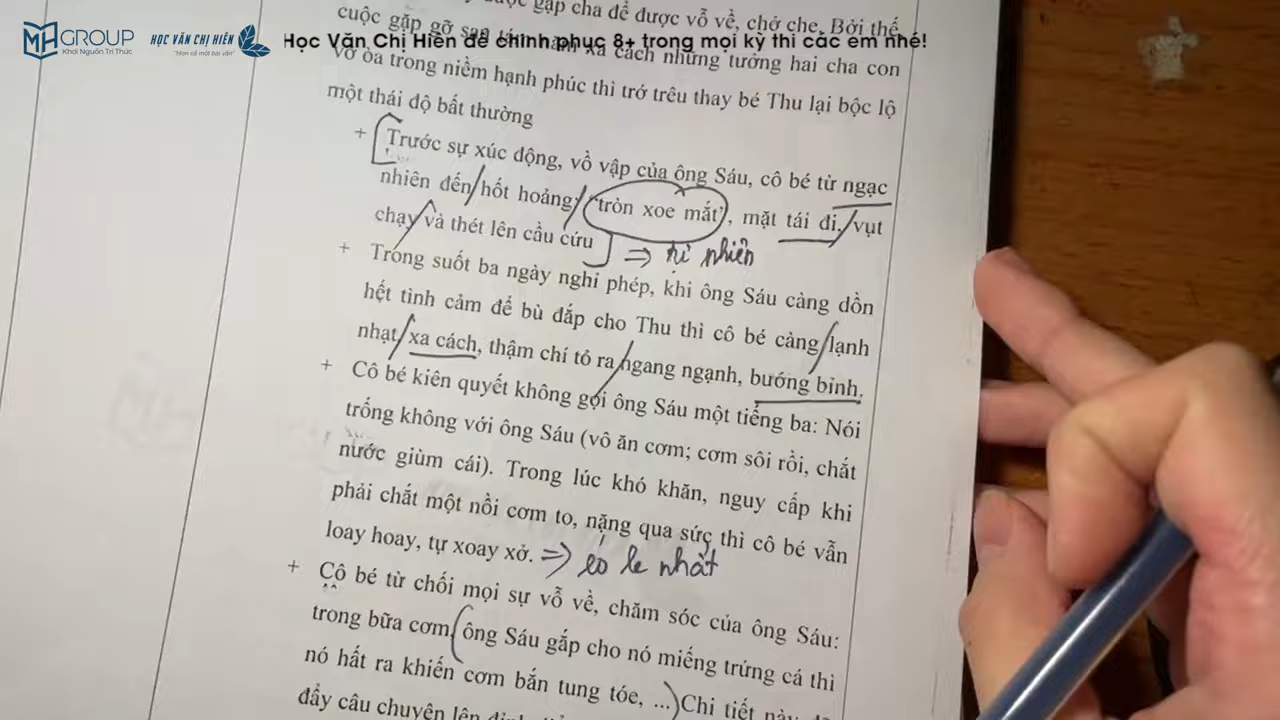 MH GROUP
Khơi Nguồn Tri Thức
HỌC VĂN CHỊ HIÊN
"Hơn cả một bài văn"
Học Văn Chị Hiên để chinh phục 8+ trong mọi kỳ thi các em nhé!
gặp cha để được vỗ về, chở che. Bởi thế
cuộc gặp gỡ sau xa cách những tưởng hai cha con
vỡ òa trong niềm hạnh phúc thì trớ trêu thay bé Thu lại bộc lộ
một thái độ bất thường
+ Trước sự xúc động, vồ vập của ông Sáu, cô bé từ ngạc
nhiên đến hốt hoảng: "tròn xoe mắt", mặt tái đi, vụt
chạy và thét lên cầu cứu ⇒ tự nhiên
+ Trong suốt ba ngày nghỉ phép, khi ông Sáu càng dồn
hết tình cảm để bù đắp cho Thu thì cô bé càng lạnh
nhạt, xa cách, thậm chí tỏ ra ngang ngạnh, bướng bỉnh.
+ Cô bé kiên quyết không gọi ông Sáu một tiếng ba: Nói
trống không với ông Sáu (vô ăn cơm; cơm sôi rồi, chắt
nước giùm cái). Trong lúc khó khăn, nguy cấp khi
phải chắt một nồi cơm to, nặng qua sức thì cô bé vẫn
loay hoay, tự xoay xở. ⇒ éo le nhất
+ Cô bé từ chối mọi sự vỗ về, chăm sóc của ông Sáu:
trong bữa cơm, ông Sáu gắp cho nó miếng trứng cá thì
nó hất ra khiến cơm bắn tung tóe, ... Chi tiết này
đẩy câu chuyện lên